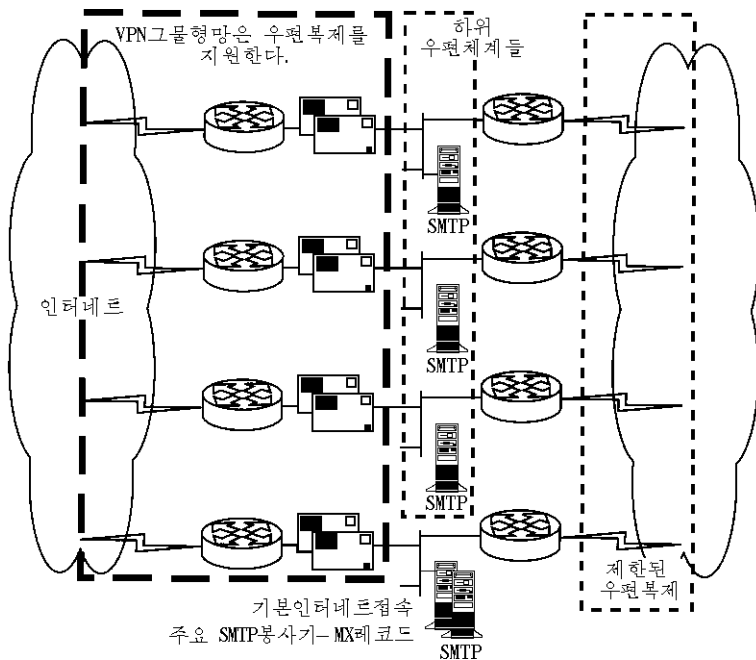 VPN그물형망은 우편복제를
지원한다.
하위
우편체계들
SMTP
SMTP
인터네트
SMTP
제한된
우편복제
기본인터네트접속
주요 SMTP봉사기-MX레코드
SMTP